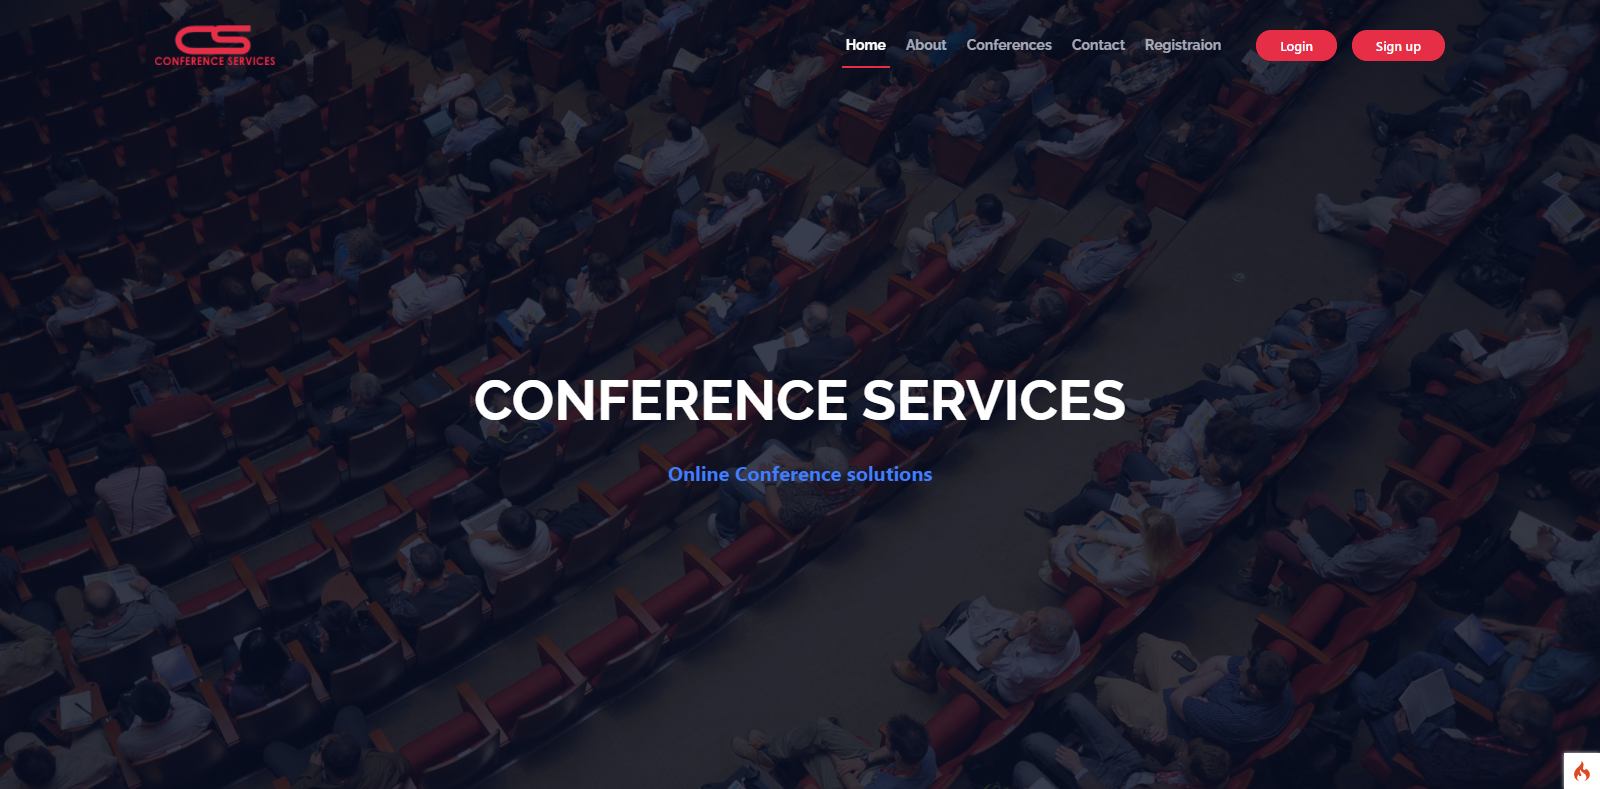 CS
CONFERENCE SERVICES
Home About Conferences Contact Registraion Login Sign up
CONFERENCE SERVICES
Online Conference solutions